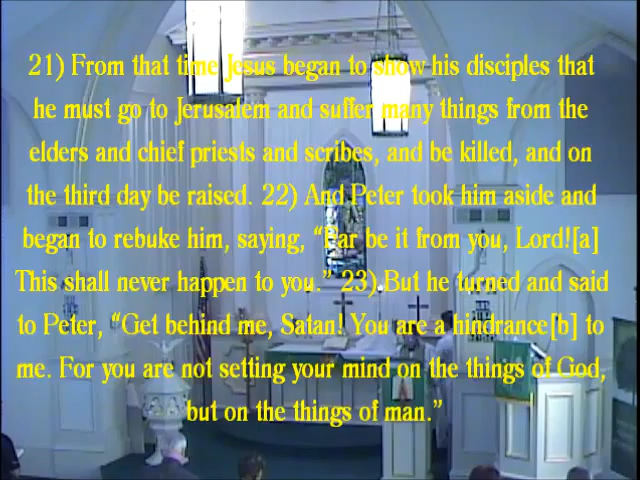 21) From that time Jesus began to show his disciples that
he must go to Jerusalem and suffer many things from the
elders and chief priests and scribes, and be killed, and on
the third day be raised. 22) And Peter took him aside and
began to rebuke him, saying, “Far be it from you, Lord![a]
This shall never happen to you.” 23) But he turned and said
to Peter, “Get behind me, Satan! You are a hindrance[b] to
me. For you are not setting your mind on the things of God,
but on the things of man.”